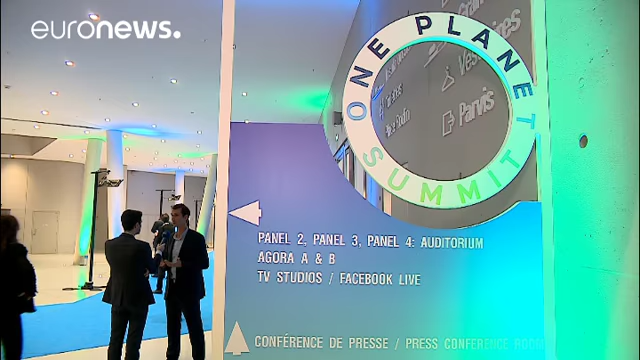 euronews.
ONE PLANET SUMMIT
Vestiaires
Parvis
PANEL 2, PANEL 3, PANEL 4: AUDITORIUM
AGORA A & B
TV STUDIOS / FACEBOOK LIVE
CONFÉRENCE DE PRESSE / PRESS CONFERENCE ROOM